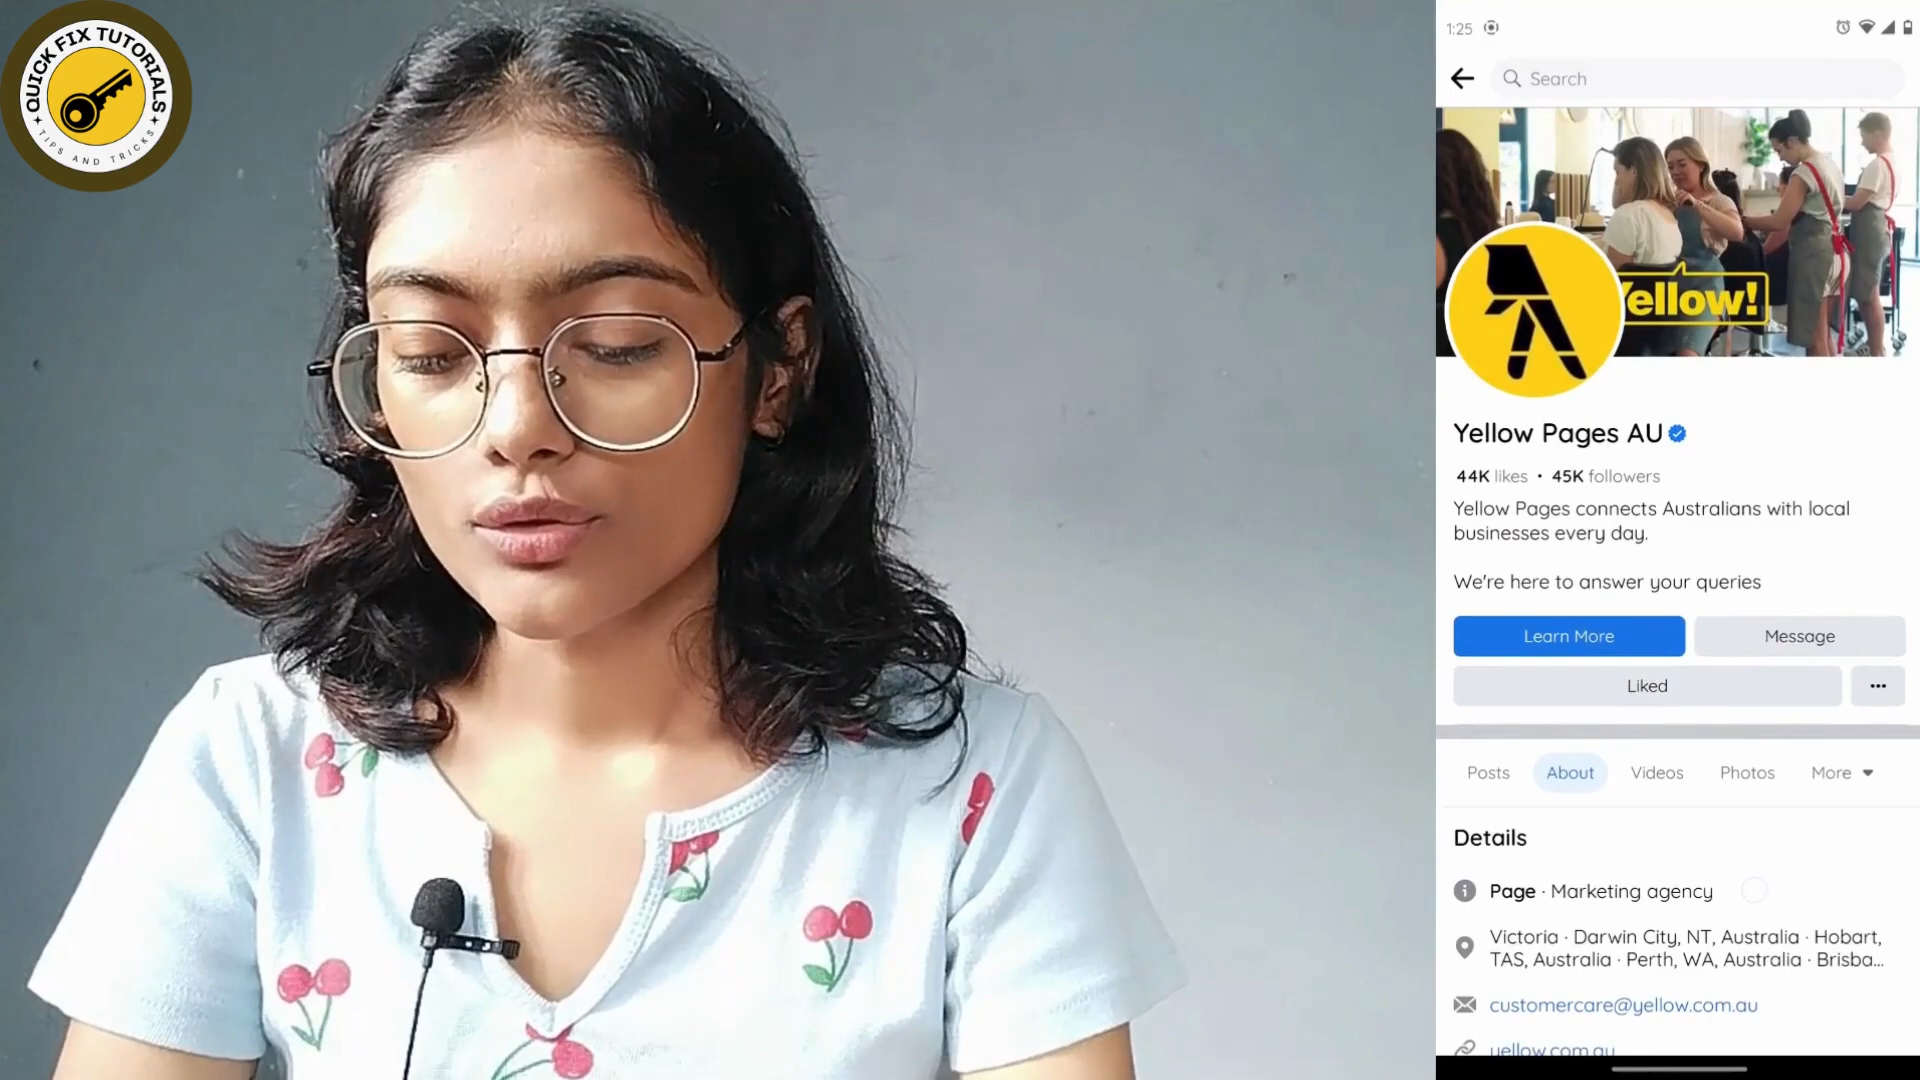 QUICK FIX TUTORIALS
TIPS AND TRICKS
1:25
Search
Yellow!
Yellow Pages AU
44K likes · 45K followers
Yellow Pages connects Australians with local
businesses every day.
We're here to answer your queries
Learn More
Message
Liked
Posts
About
Videos
Photos
More
Details
Page · Marketing agency
Victoria · Darwin City, NT, Australia · Hobart,
TAS, Australia · Perth, WA, Australia · Brisba...
customercare@yellow.com.au
yellow.com.au